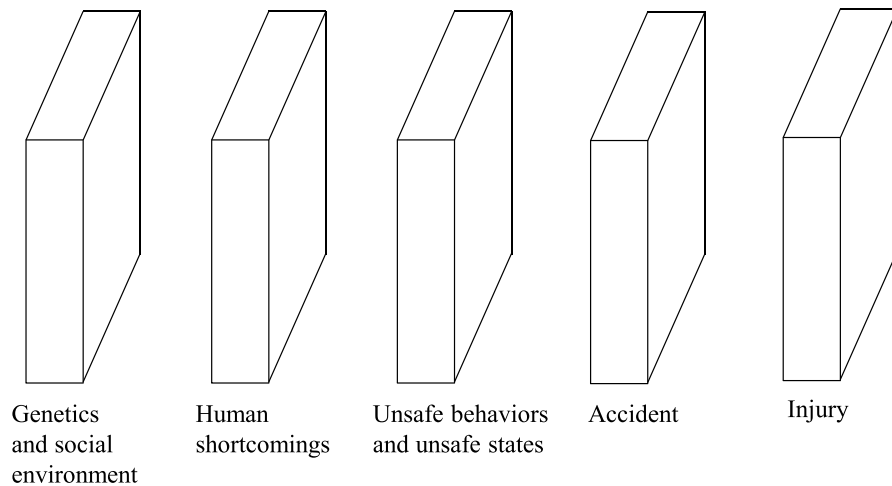 Genetics
and social
environment
Human
shortcomings
Unsafe behaviors
and unsafe states
Accident
Injury